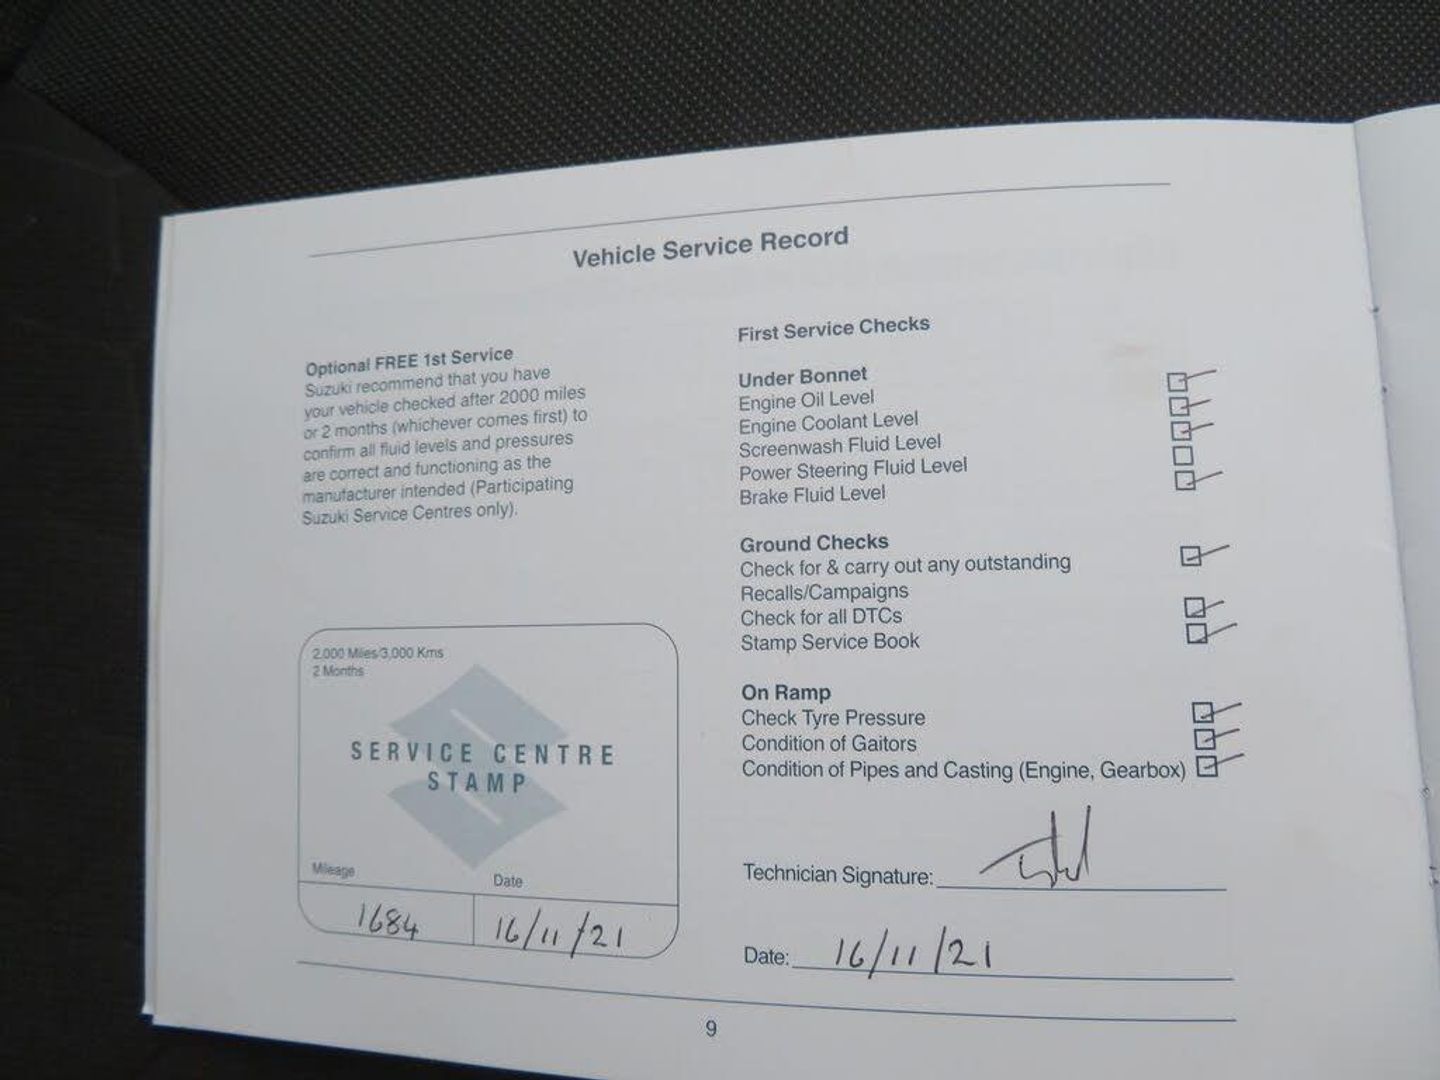 Vehicle Service Record
Optional FREE 1st Service
Suzuki recommend that you have
your vehicle checked after 2000 miles
or 2 months (whichever comes first) to
confirm all fluid levels and pressures
are correct and functioning as the
manufacturer intended (Participating
Suzuki Service Centres only).
2,000 Miles/3,000 Kms
2 Months
SERVICE CENTRE
STAMP
Mileage
Date
1684
16/11/21
First Service Checks
Under Bonnet
Engine Oil Level
Engine Coolant Level
Screenwash Fluid Level
Power Steering Fluid Level
Brake Fluid Level
Ground Checks
Check for & carry out any outstanding
Recalls/Campaigns
Check for all DTCs
Stamp Service Book
On Ramp
Check Tyre Pressure
Condition of Gaitors
Condition of Pipes and Casting (Engine, Gearbox)
Technician Signature:
Date: 16/11/21
9